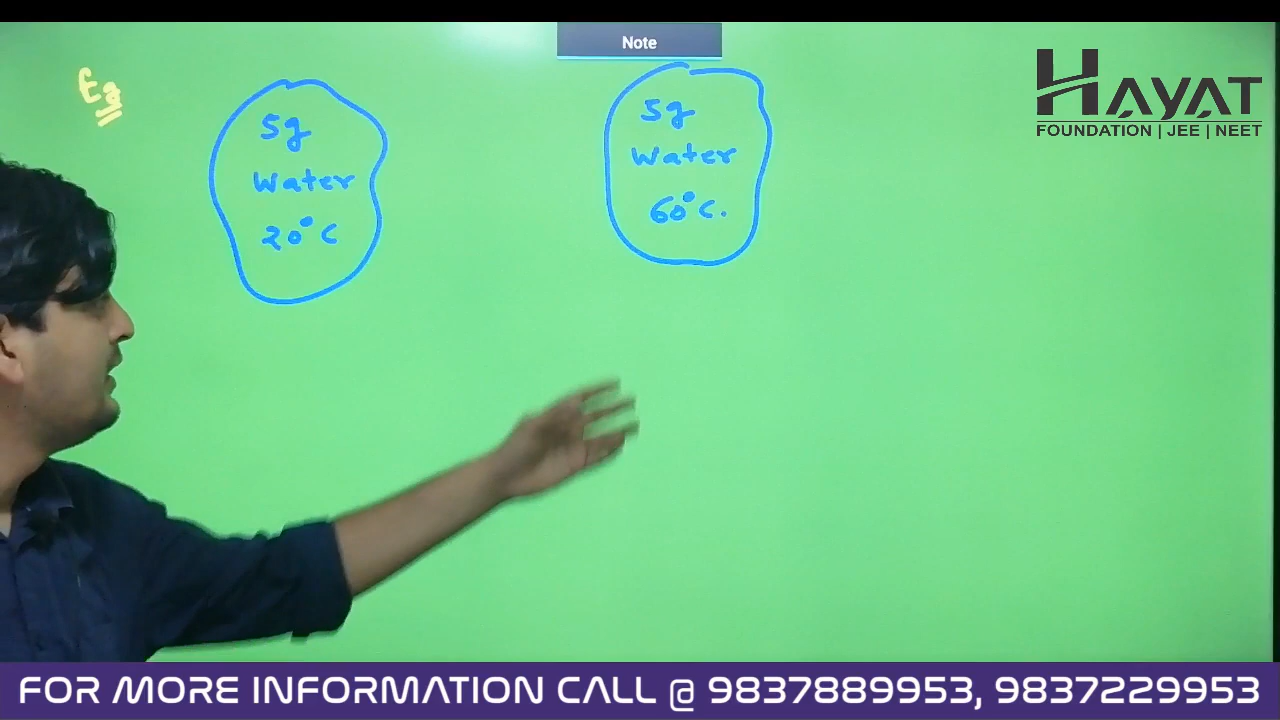 Note
HAYAT
FOUNDATION | JEE | NEET
Eg
5g
Water
20°C
5g
Water
60°C.
FOR MORE INFORMATION CALL @ 9837889953, 9837229953